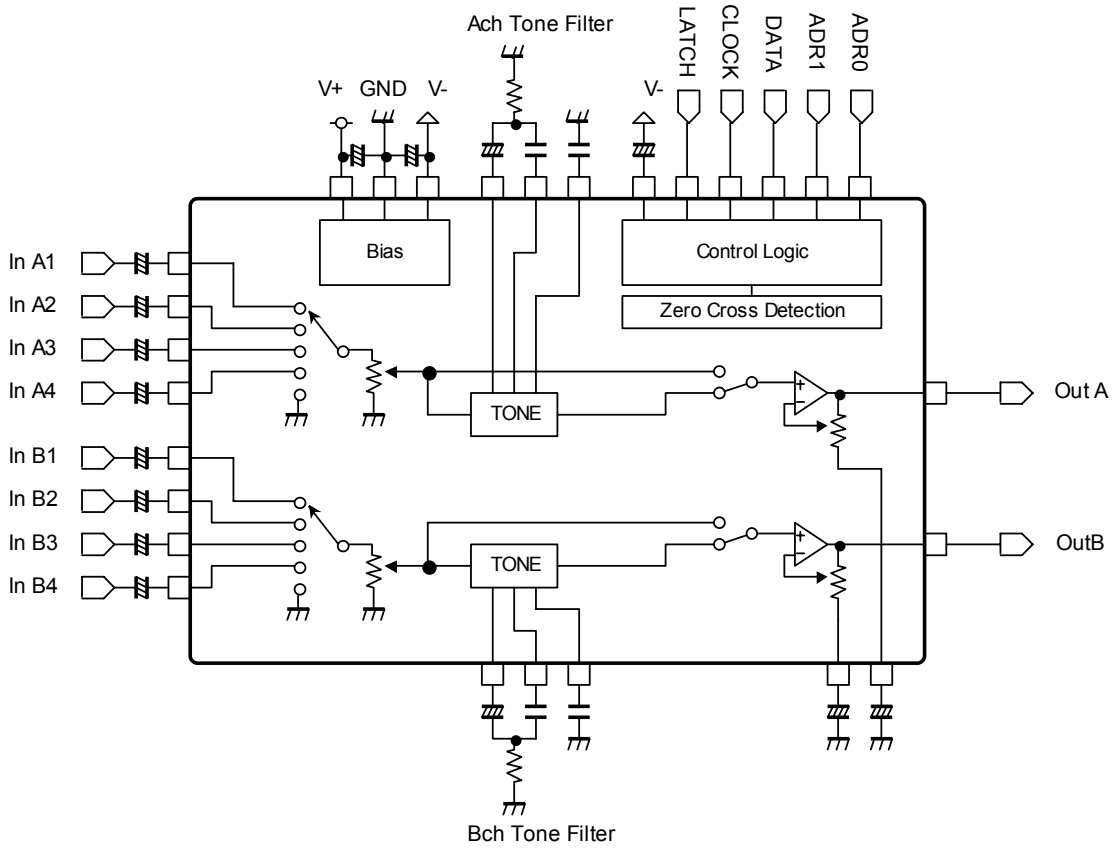 Ach Tone Filter
LATCH
CLOCK
DATA
ADR1
ADR0
V+ GND V-
V-
Bias
Control Logic
Zero Cross Detection
In A1
In A2
In A3
In A4
TONE
+
-
Out A
In B1
In B2
In B3
In B4
TONE
+
-
OutB
Bch Tone Filter